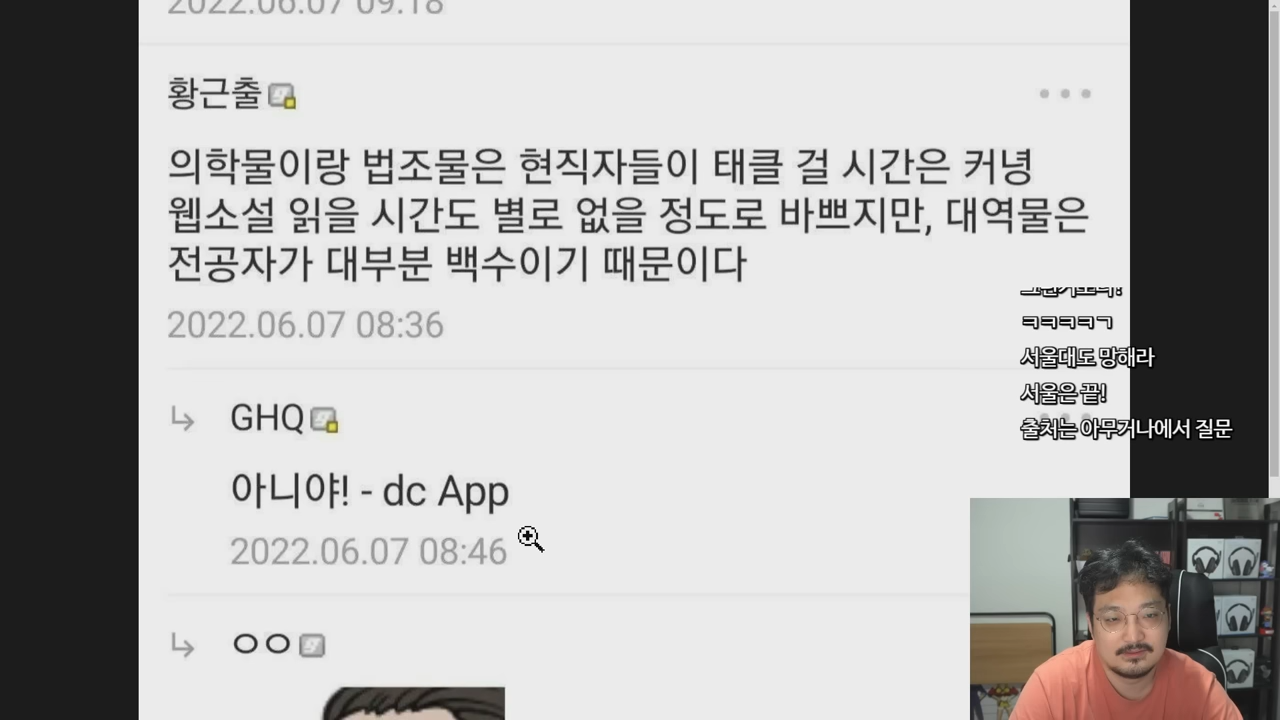 2022.06.07 09:18
황근출
의학물이랑 법조물은 현직자들이 태클 걸 시간은 커녕
웹소설 읽을 시간도 별로 없을 정도로 바쁘지만, 대역물은
전공자가 대부분 백수이기 때문이다
2022.06.07 08:36
GHQ
아니야! - dc App
2022.06.07 08:46
ㅇㅇ
ㅋㅋㅋㅋㄱ
서울대도 망해라
서울은 끝!
출처는 아무거나에서 질문